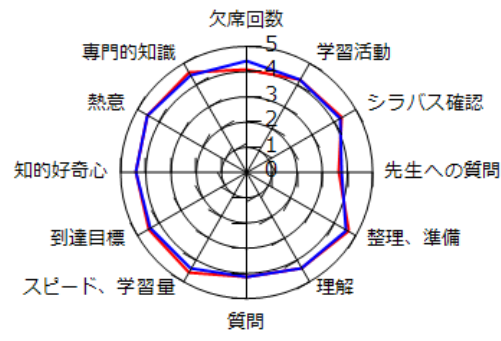 欠席回数
専門的知識
学習活動
熱意
シラバス確認
知的好奇心
先生への質問
到達目標
整理、準備
スピード、学習量
理解
質問
5
4
3
2
1
0